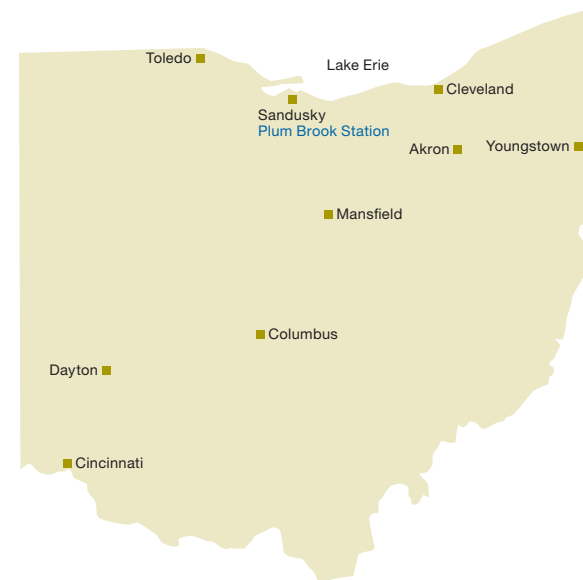 Toledo
Lake Erie
Cleveland
Sandusky
Plum Brook Station
Akron
Youngstown
Mansfield
Columbus
Dayton
Cincinnati